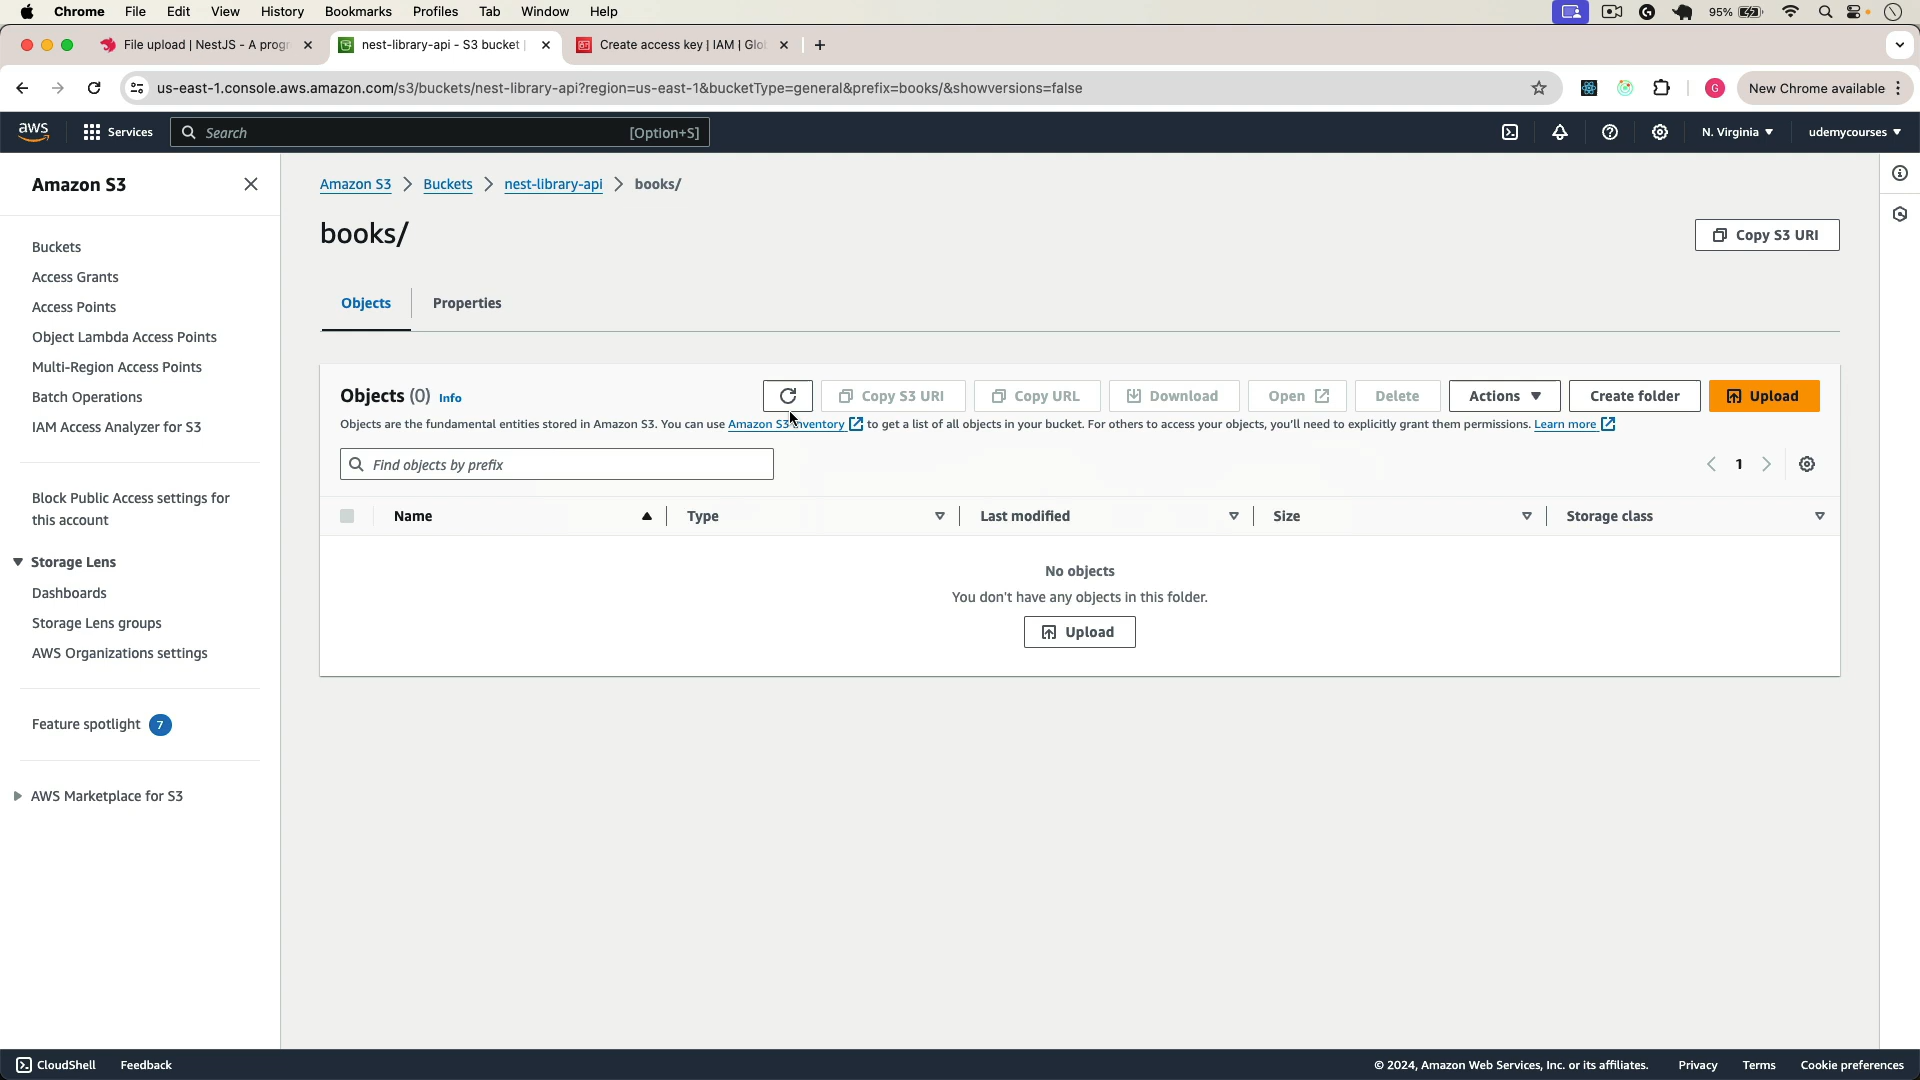 Chrome File Edit View History Bookmarks Profiles Tab Window Help 95%
File upload | NestJS - A progr nest-library-api - S3 bucket Create access key | IAM | Glo
us-east-1.console.aws.amazon.com/s3/buckets/nest-library-api?region=us-east-1&bucketType=general&prefix=books/&showversions=false G New Chrome available
aws Services Search [Option+S] N. Virginia udemycourses
Amazon S3
Buckets
Access Grants
Access Points
Object Lambda Access Points
Multi-Region Access Points
Batch Operations
IAM Access Analyzer for S3
Block Public Access settings for
this account
Storage Lens
Dashboards
Storage Lens groups
AWS Organizations settings
Feature spotlight 7
AWS Marketplace for S3
Amazon S3 > Buckets > nest-library-api > books/
books/
Copy S3 URI
Objects Properties
Objects (0) Info Copy S3 URI Copy URL Download Open Delete Actions Create folder Upload
Objects are the fundamental entities stored in Amazon S3. You can use Amazon S3 inventory to get a list of all objects in your bucket. For others to access your objects, you'll need to explicitly grant them permissions. Learn more
Find objects by prefix 1
Name Type Last modified Size Storage class
No objects
You don't have any objects in this folder.
Upload
CloudShell Feedback © 2024, Amazon Web Services, Inc. or its affiliates. Privacy Terms Cookie preferences